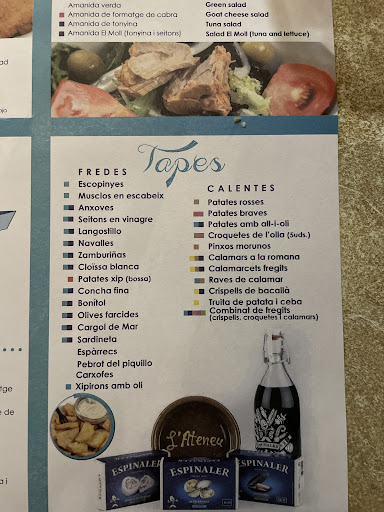 Amanida verda
Green salad
Amanida de formatge de cabra
Goat cheese salad
Amanida de tonyina
Tuna salad
Amanida El Moll (tonyina i seitons)
Salad El Moll (tuna and lettuce)
Tapes
FREDES
Escopinyes
Musclos en escabeix
Anxoves
Seitons en vinagre
Langostillo
Navalles
Zamburiñas
Cloïssa blanca
Patates xip (bossa)
Concha fina
Bonítol
Olives farcides
Cargol de Mar
Sardineta
Espàrrecs
Pebrot del piquillo
Carxofes
Xipirons amb oli
CALENTES
Patates rosses
Patates braves
Patates amb all-i-oli
Croquetes de l'olla (Suds.)
Pinxos morunos
Calamars a la romana
Calamarcets fregits
Raves de calamar
Crispells de bacallà
Truita de patata i ceba
Combinat de fregits
(crispells, croquetes i calamars)
L'Ateneu
ESPINALER
ESPINALER
ESPINALER